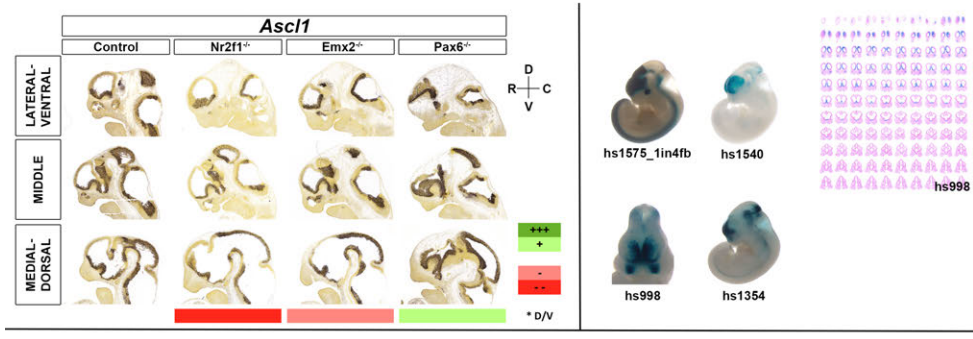 Ascl1
Control Nr2f1-/- Emx2-/- Pax6-/-
LATERAL-
VENTRAL
D
R C
V
MIDDLE
MEDIAL-
DORSAL
+++
+
-
--
* D/V
hs1575_1in4fb hs1540
hs998
hs998 hs1354